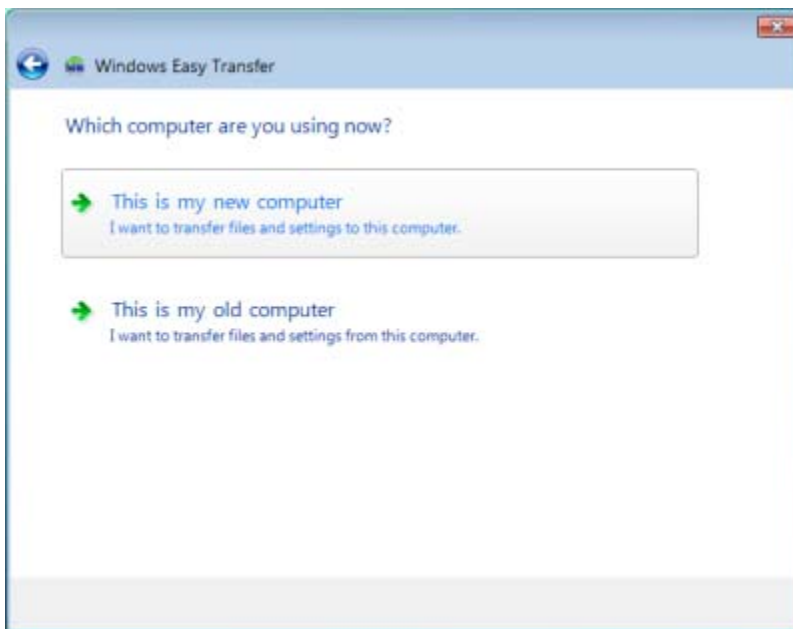 Windows Easy Transfer
Which computer are you using now?
This is my new computer
I want to transfer files and settings to this computer.
This is my old computer
I want to transfer files and settings from this computer.